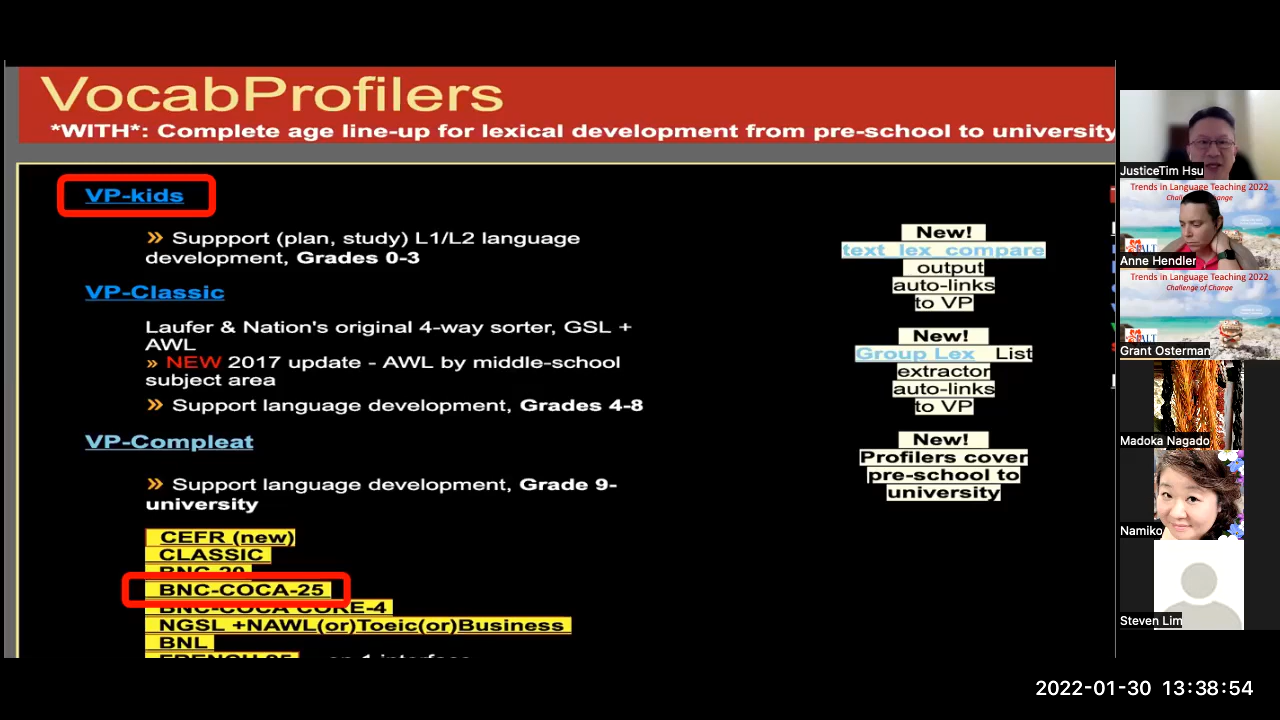 VocabProfilers
*WITH*: Complete age line-up for lexical development from pre-school to university
VP-kids
» Suppport (plan, study) L1/L2 language
development, Grades 0-3
VP-Classic
Laufer & Nation's original 4-way sorter, GSL +
AWL
» NEW 2017 update - AWL by middle-school
subject area
» Support language development, Grades 4-8
VP-Compleat
» Support language development, Grade 9-
university
CEFR (new)
CLASSIC
BNC-20
BNC-COCA-25
BNC-COCA CORE-4
NGSL +NAWL(or)Toeic(or)Business
BNL
New!
text_lex_compare
output
auto-links
to VP
New!
Group Lex List
extractor
auto-links
to VP
New!
Profilers cover
pre-school to
university
JusticeTim Hsu
Trends in Language Teaching 2022
Anne Hendler
Trends in Language Teaching 2022
Challenge of Change
Grant Osterman
Madoka Nagado
Namiko
Steven Lim
2022-01-30 13:38:54